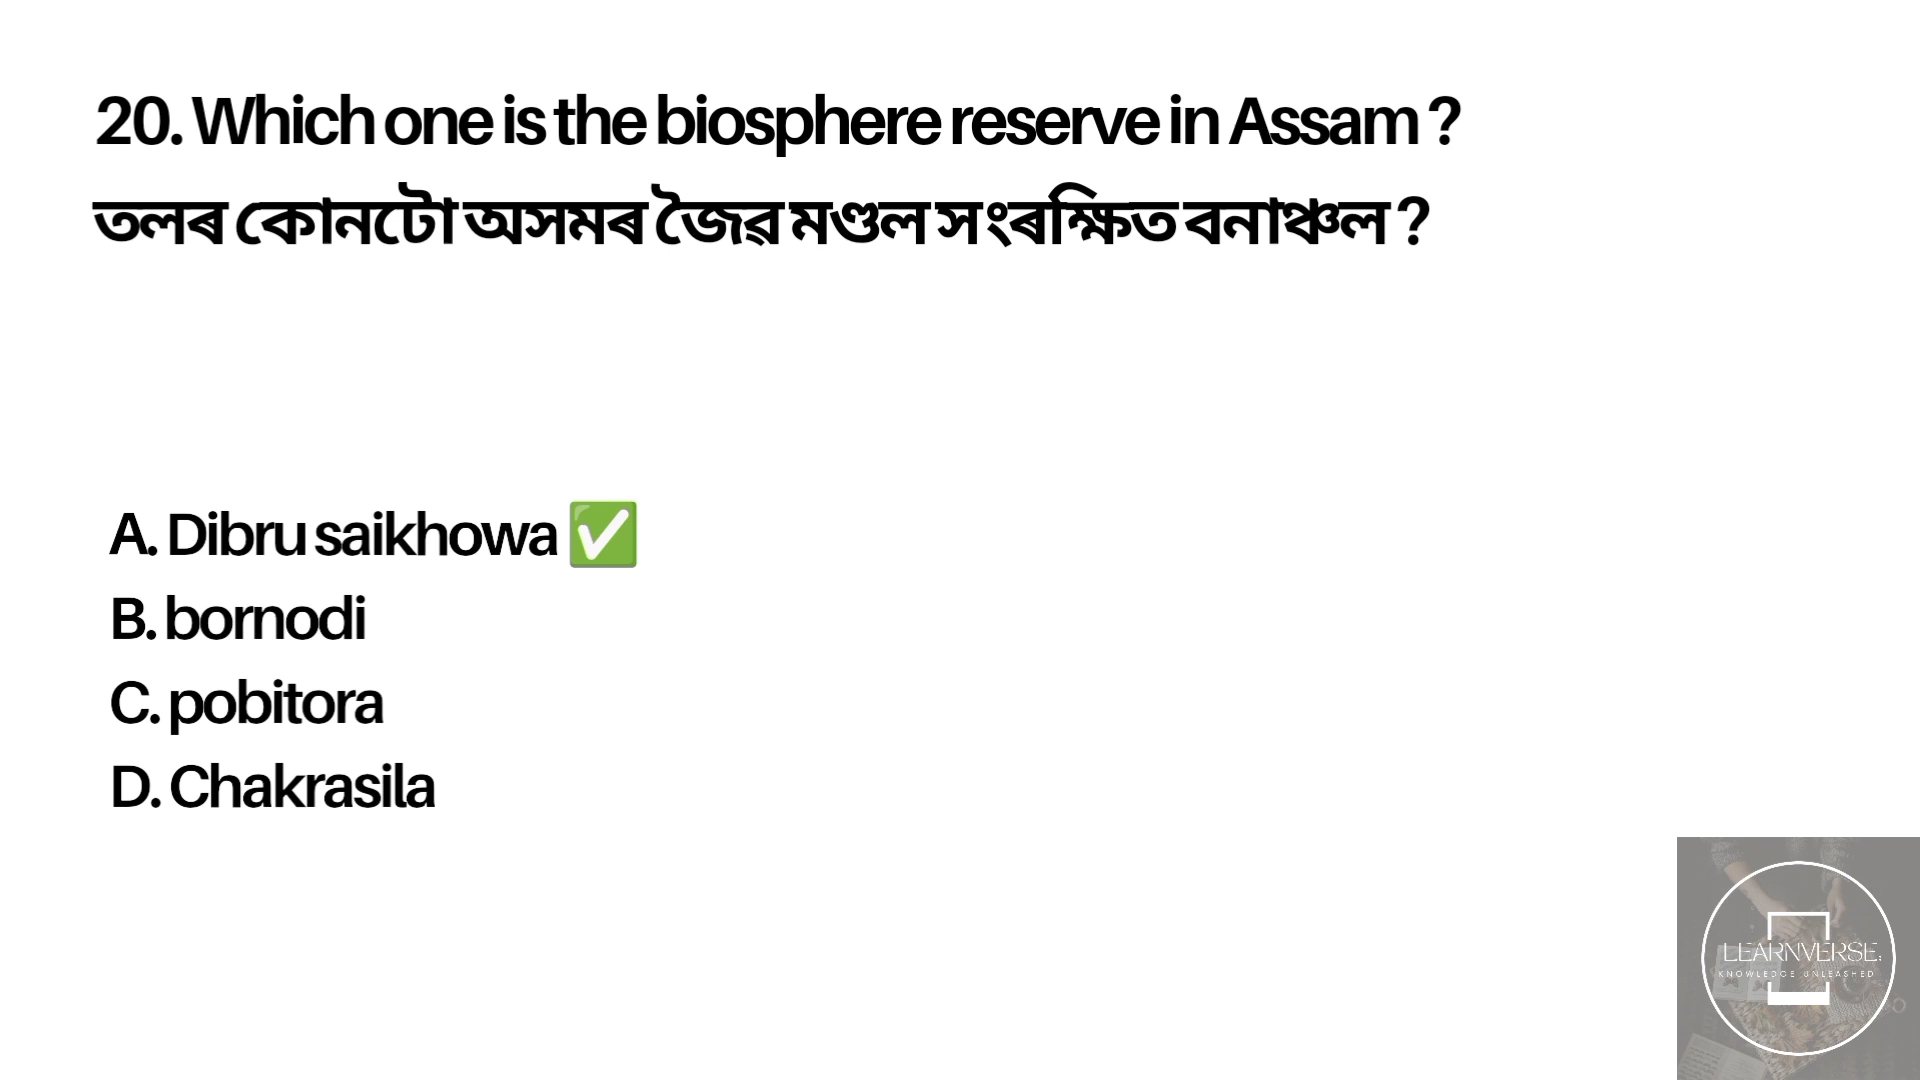 20. Which one is the biosphere reserve in Assam ?
তলৰ কোনটো অসমৰ জৈৱ মণ্ডল সংৰক্ষিত বনাঞ্চল ?
A. Dibru saikhowa ✅
B. bornodi
C. pobitora
D. Chakrasila
LEARNVERSE:
KNOWLEDGE UNLEASHED